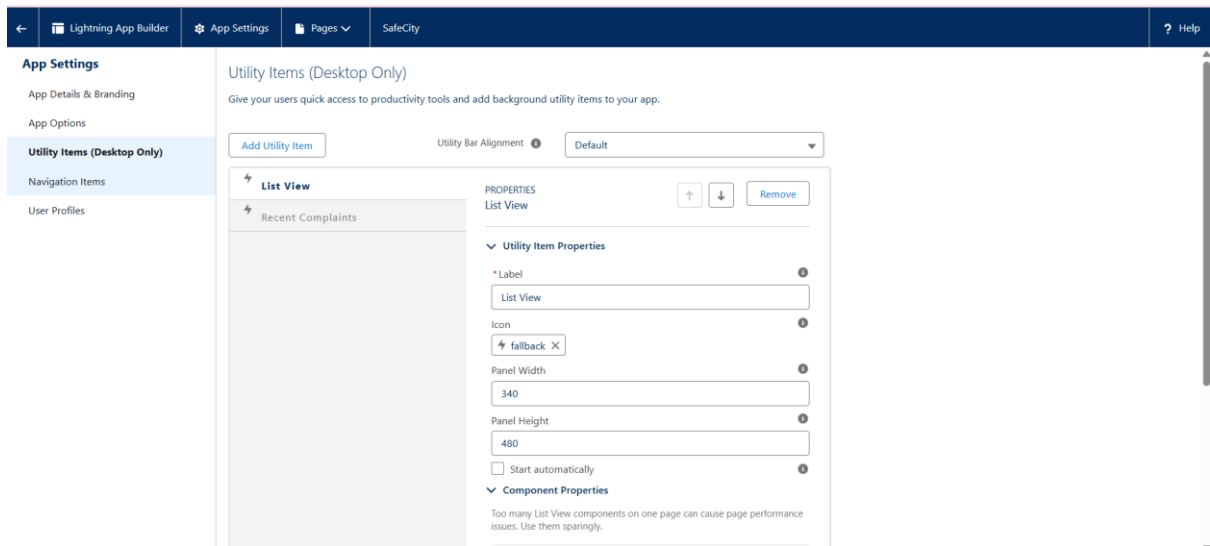 Lightning App Builder
App Settings
Pages
SafeCity
? Help
App Settings
App Details & Branding
App Options
Utility Items (Desktop Only)
Navigation Items
User Profiles
Utility Items (Desktop Only)
Give your users quick access to productivity tools and add background utility items to your app.
Add Utility Item
Utility Bar Alignment
Default
List View
Recent Complaints
PROPERTIES
List View
Remove
Utility Item Properties
*Label
List View
Icon
fallback
Panel Width
340
Panel Height
480
Start automatically
Component Properties
Too many List View components on one page can cause page performance
issues. Use them sparingly.